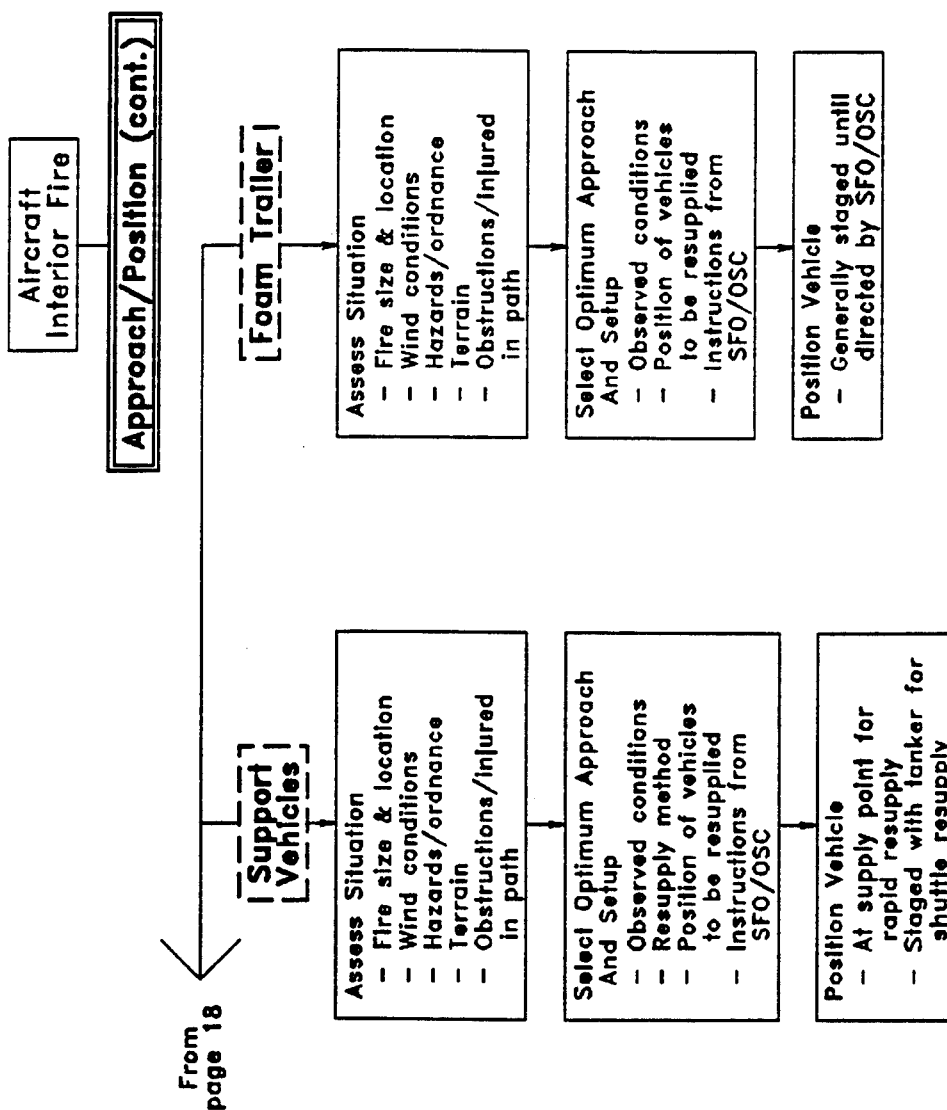 Aircraft
Interior Fire
Approach/Position (cont.)
From
page 18
Support
Vehicles
Assess Situation
- Fire size & location
- Wind conditions
- Hazards/ordnance
- Terrain
- Obstructions/injured
in path
Select Optimum Approach
And Setup
- Observed conditions
- Resupply method
- Position of vehicles
to be resupplied
- Instructions from
SFO/OSC
Position Vehicle
- At supply point for
rapid resupply
- Staged with tanker for
shuttle resupply
Foam Trailer
Assess Situation
- Fire size & location
- Wind conditions
- Hazards/ordnance
- Terrain
- Obstructions/injured
in path
Select Optimum Approach
And Setup
- Observed conditions
- Position of vehicles
to be resupplied
- Instructions from
SFO/OSC
Position Vehicle
- Generally staged until
directed by SFO/OSC